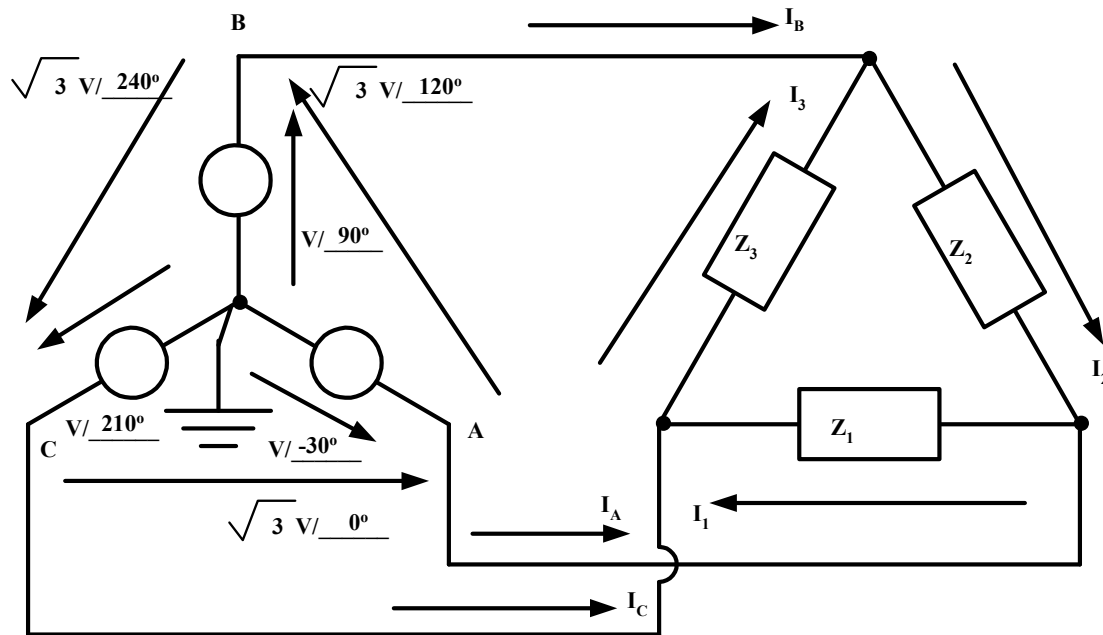 B
I_B
√3 V/240º
√3 V/120º
I_3
V/90º
Z_3
Z_2
I_2
V/210º
C
V/-30º
A
Z_1
√3 V/0º
I_A
I_1
I_C